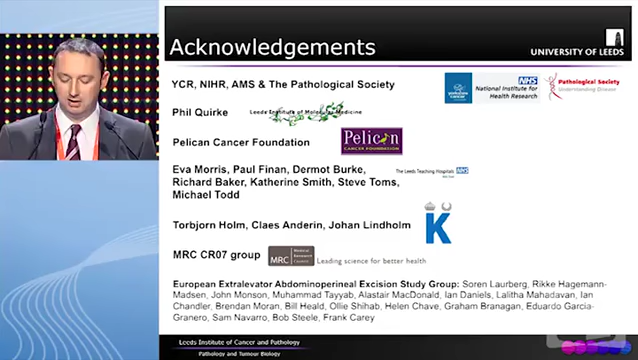 Acknowledgements
UNIVERSITY OF LEEDS
YCR, NIHR, AMS & The Pathological Society
NHS
National Institute for
Health Research
Pathological Society
Understanding Disease
Phil Quirke
Leeds Institute of Molecular Medicine
Pelican Cancer Foundation
Pelican
CANCER FOUNDATION
Eva Morris, Paul Finan, Dermot Burke,
Richard Baker, Katherine Smith, Steve Toms,
Michael Todd
The Leeds Teaching Hospitals
NHS
Torbjorn Holm, Claes Anderin, Johan Lindholm
K
MRC CR07 group
MRC
Medical
Research
Council
Leading science for better health
European Extralevator Abdominoperineal Excision Study Group: Soren Laurberg, Rikke Hagemann-
Madsen, John Monson, Muhammad Tayyab, Alastair MacDonald, Ian Daniels, Lalitha Mahadavan, Ian
Chandler, Brendan Moran, Bill Heald, Ollie Shihab, Helen Chave, Graham Branagan, Eduardo Garcia-
Granero, Sam Navarro, Bob Steele, Frank Carey
Leeds Institute of Cancer and Pathology
Pathology and Tumour Biology